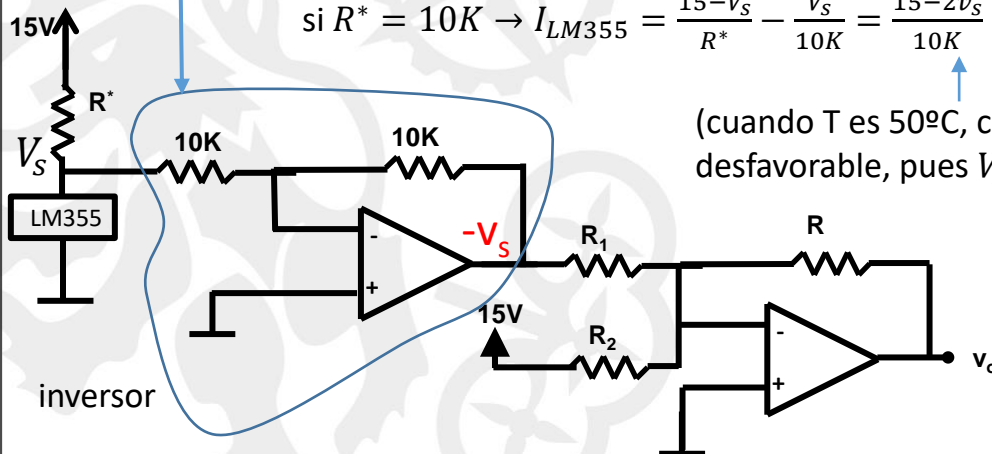 si R* = 10K → I_LM355 = (15−v_S)/R* − v_S/10K = (15−2v_S)/10K
15V
R*
(cuando T es 50ºC, c
desfavorable, pues V
V_S
10K
10K
LM355
-
+
-V_S
R_1
R
15V
R_2
-
+
inversor